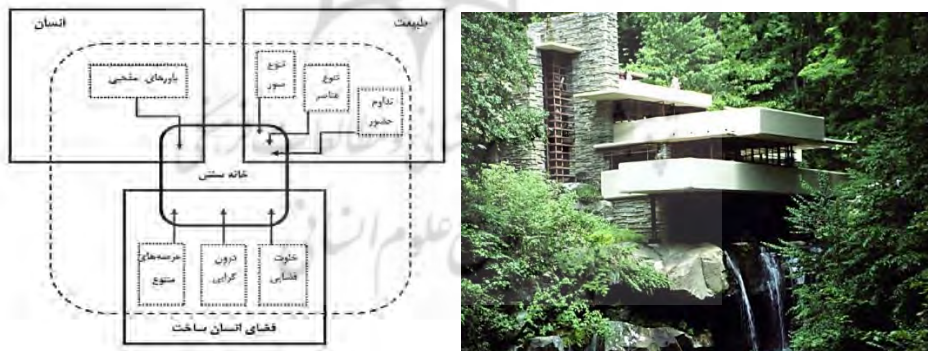 انسان
طبیعت
باورهای مذهبی
تنوع
صور
تنوع
عناصر
تداوم
حضور
خانه سنتی
عرصه‌های
متنوع
درون
گرایی
خلوت
فضایی
فضای انسان ساخت